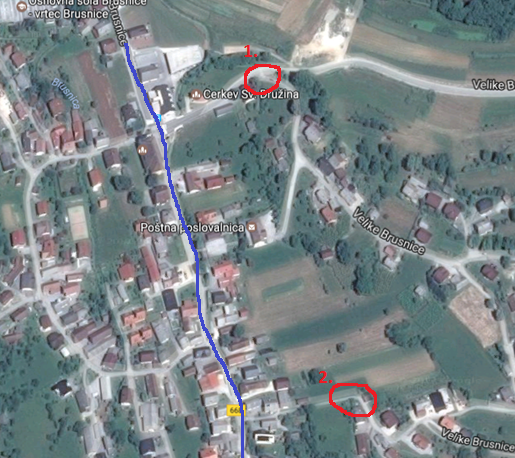 Osnovna šola Brusnice
- vrtec Brusnice
Brusnice
1.
Brusnice
Cerkev Sv. Družina
Velike B
Velike Brusnice
Poštna poslovalnica
2.
668
Velike Brusnice